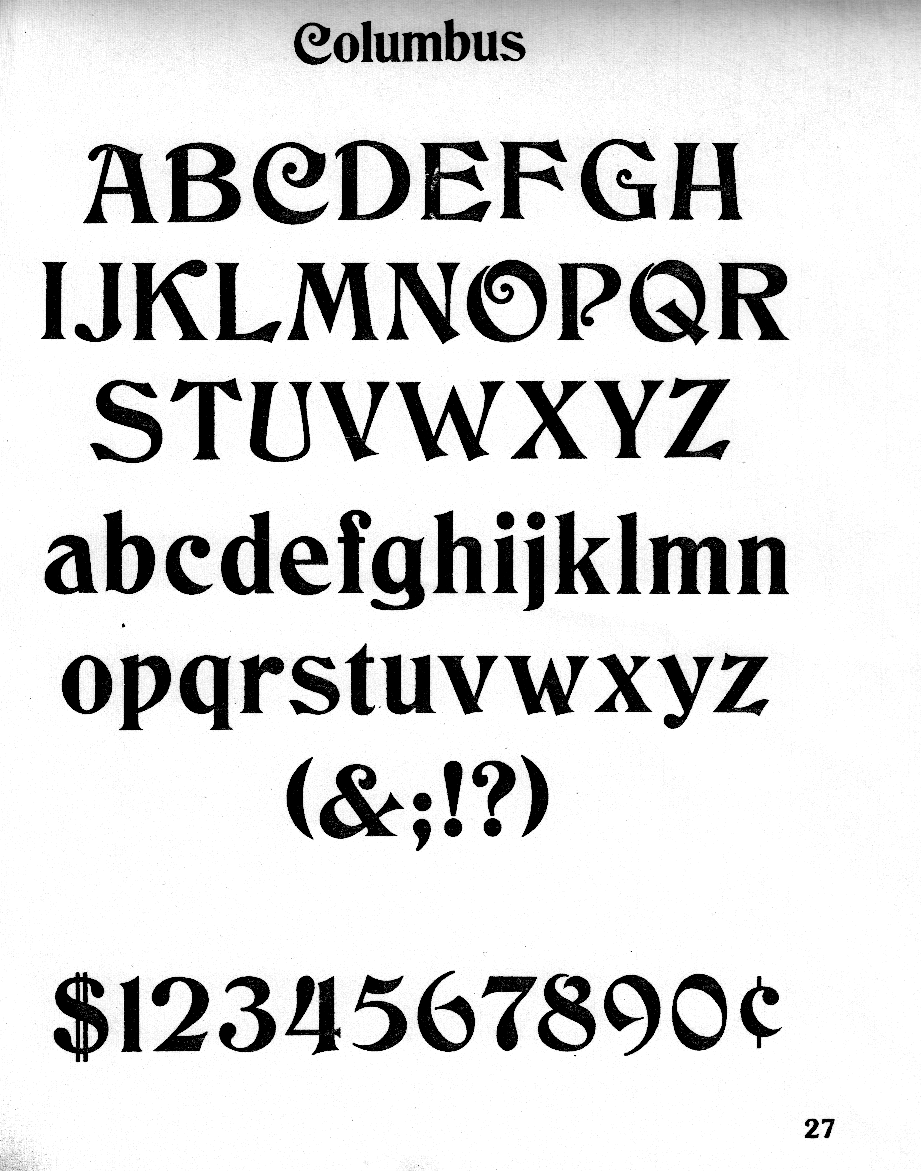 Columbus
ABCDEFGH
IJKLMNOPQR
STUVWXYZ
abcdefghijklmn
opqrstuvwxyz
(&;!?)
$1234567890¢
27